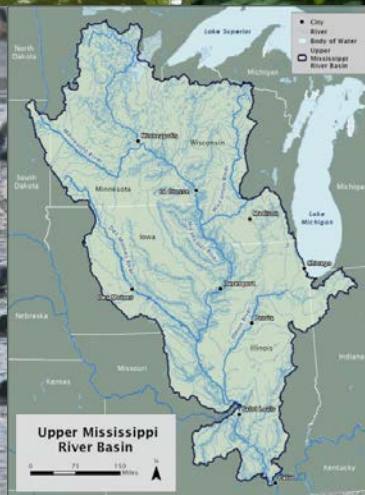 North
Dakota
Lake Superior
Michigan
City
River
Body of Water
Upper
Mississippi
River Basin
Minneapolis
Wisconsin
South
Dakota
Minnesota
La Crosse
Michigan
Madison
Lake
Michigan
Iowa
Chicago
Des Moines
Davenport
Nebraska
Peoria
Illinois
Indiana
Missouri
Kansas
Saint Louis
Kentucky
Cairo
Upper Mississippi
River Basin
0 75 150
Miles
N